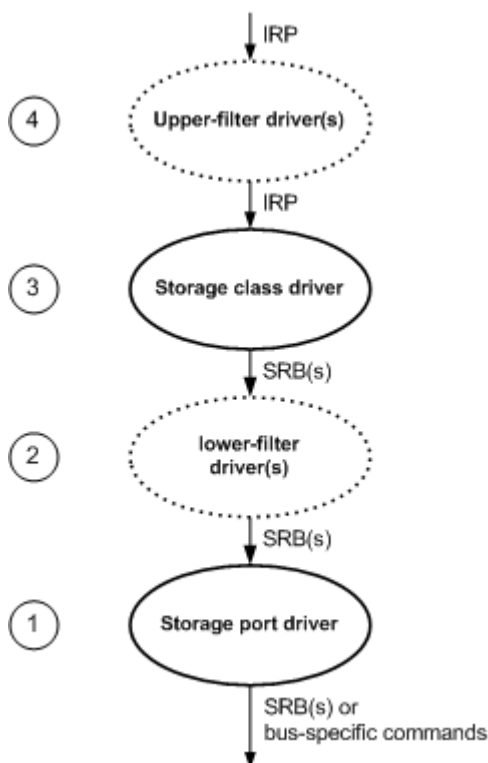 IRP
4
Upper-filter driver(s)
IRP
3
Storage class driver
SRB(s)
2
lower-filter
driver(s)
SRB(s)
1
Storage port driver
SRB(s) or
bus-specific commands